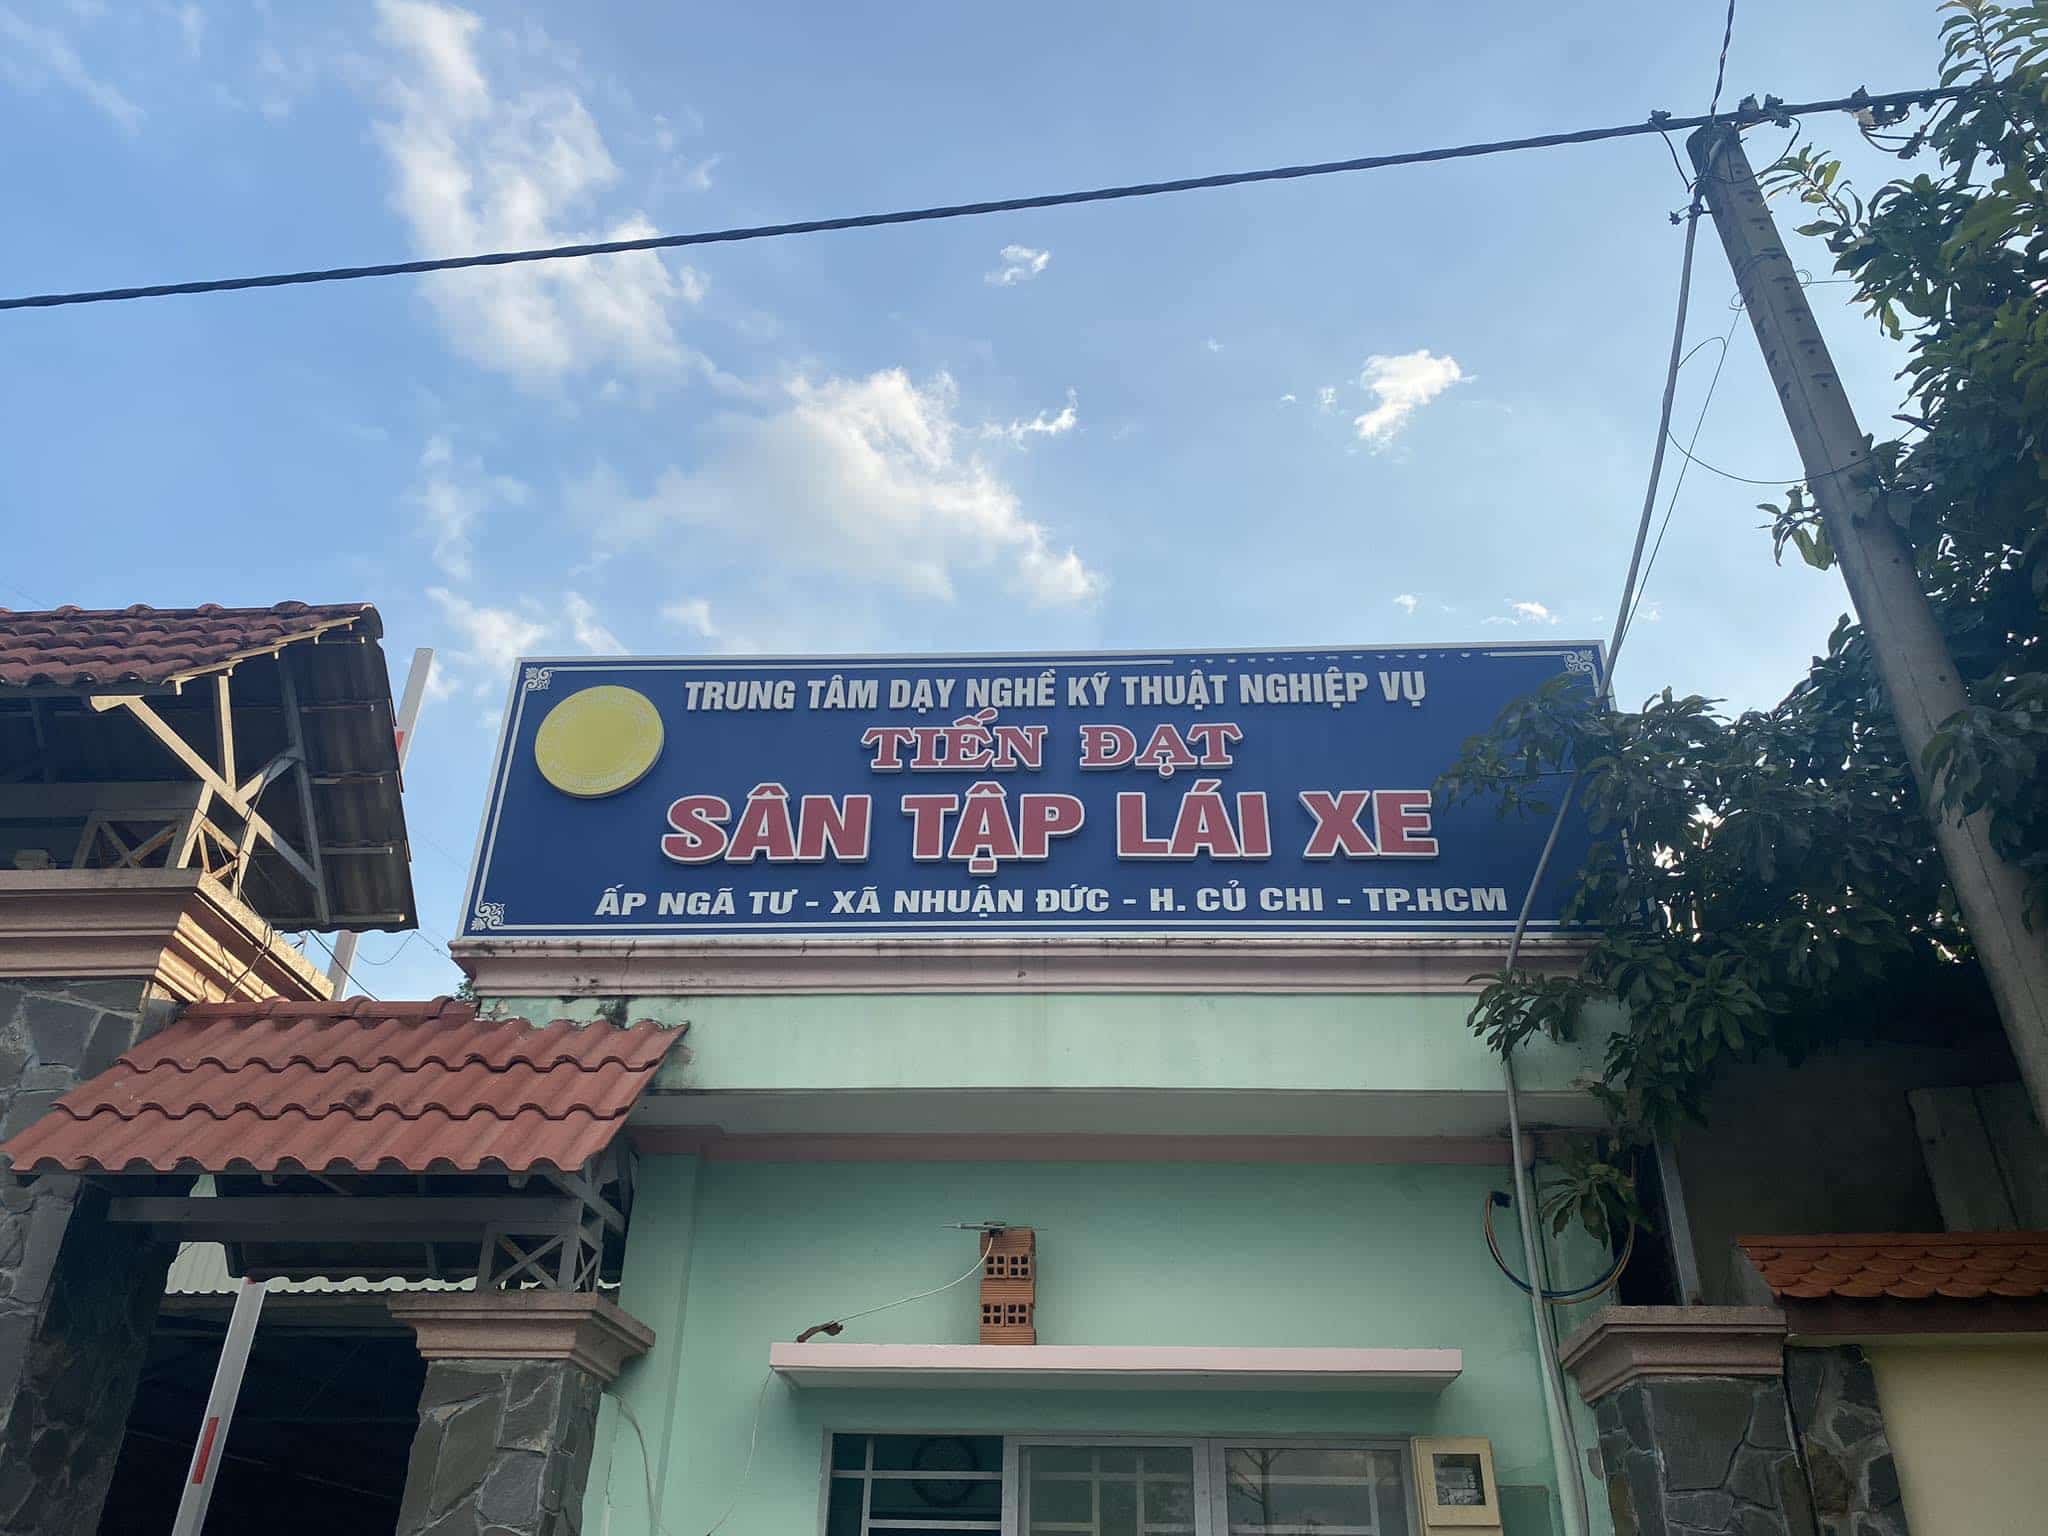 TRUNG TÂM DẠY NGHỀ KỸ THUẬT NGHIỆP VỤ
TIẾN ĐẠT
SÂN TẬP LÁI XE
ẤP NGÃ TƯ - XÃ NHUẬN ĐỨC - H. CỦ CHI - TP.HCM